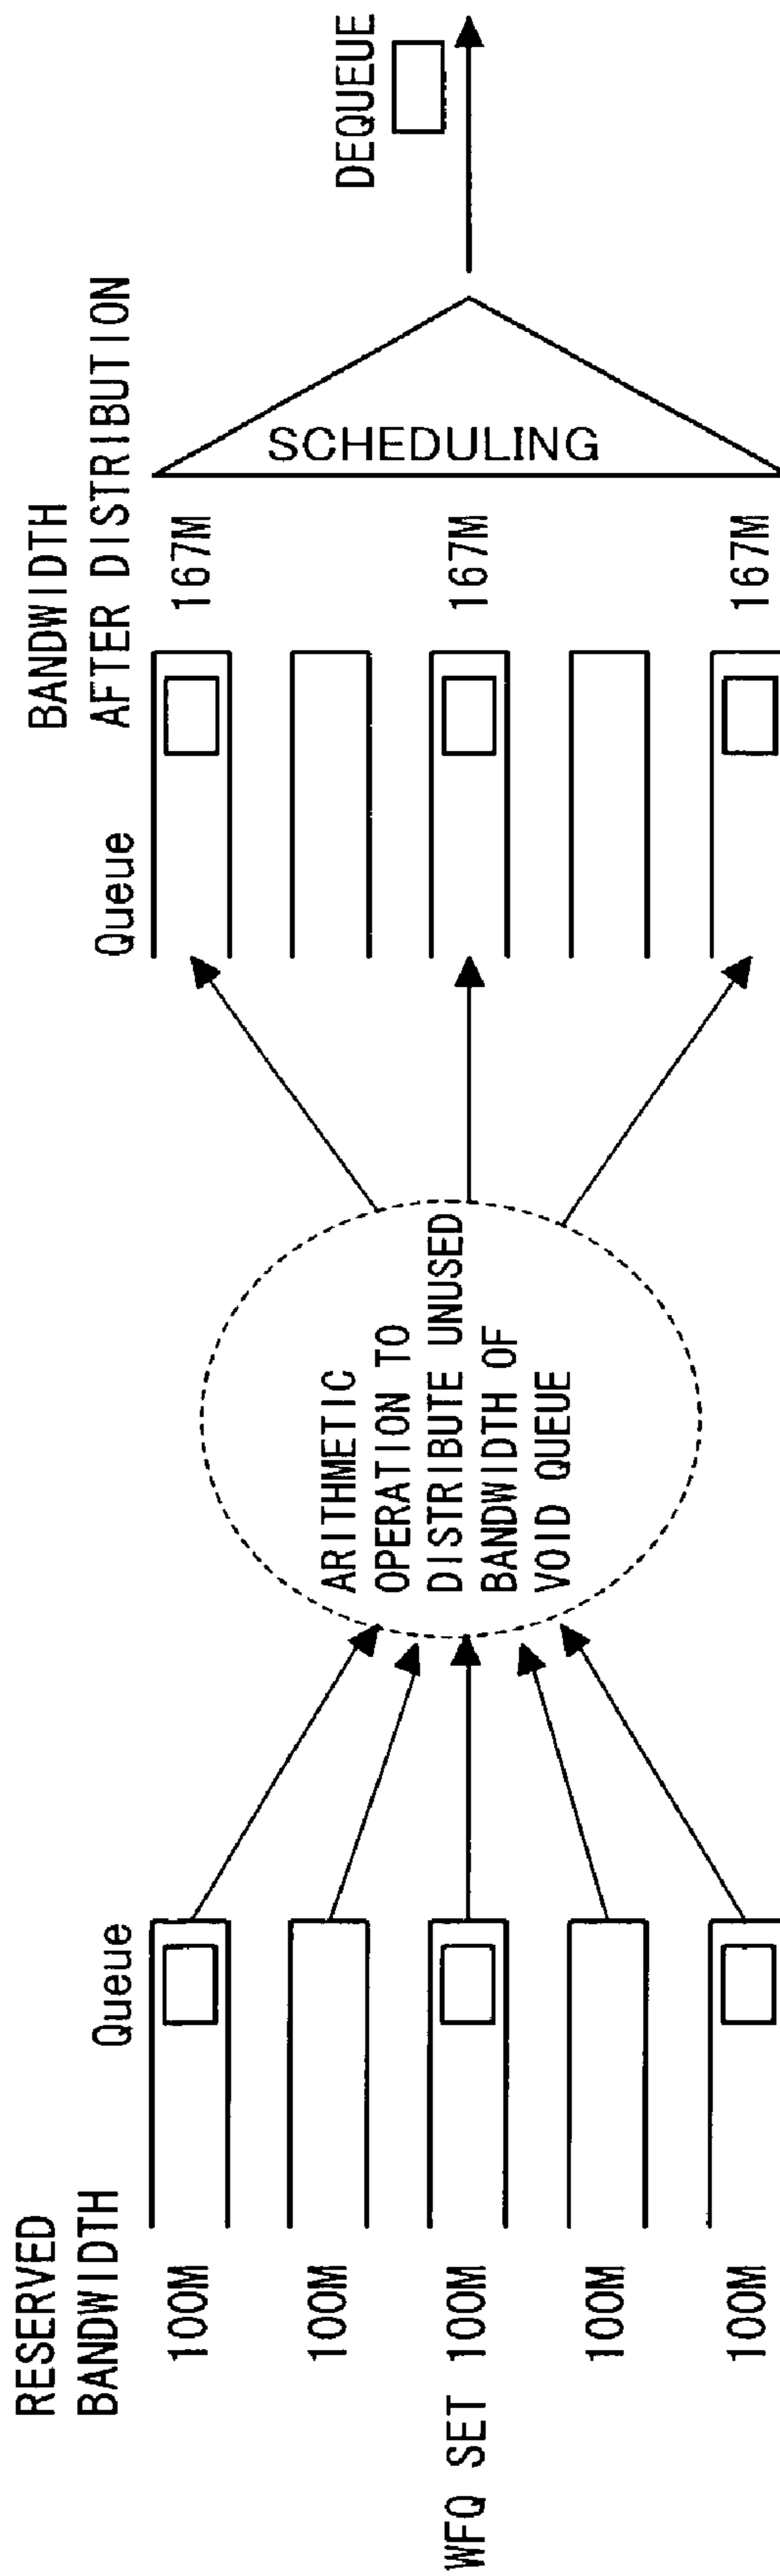 RESERVED
BANDWIDTH
Queue
100M
100M
WFQ SET 100M
100M
100M
ARITHMETIC
OPERATION TO
DISTRIBUTE UNUSED
BANDWIDTH OF
VOID QUEUE
BANDWIDTH
AFTER DISTRIBUTION
Queue
167M
167M
167M
SCHEDULING
DEQUEUE